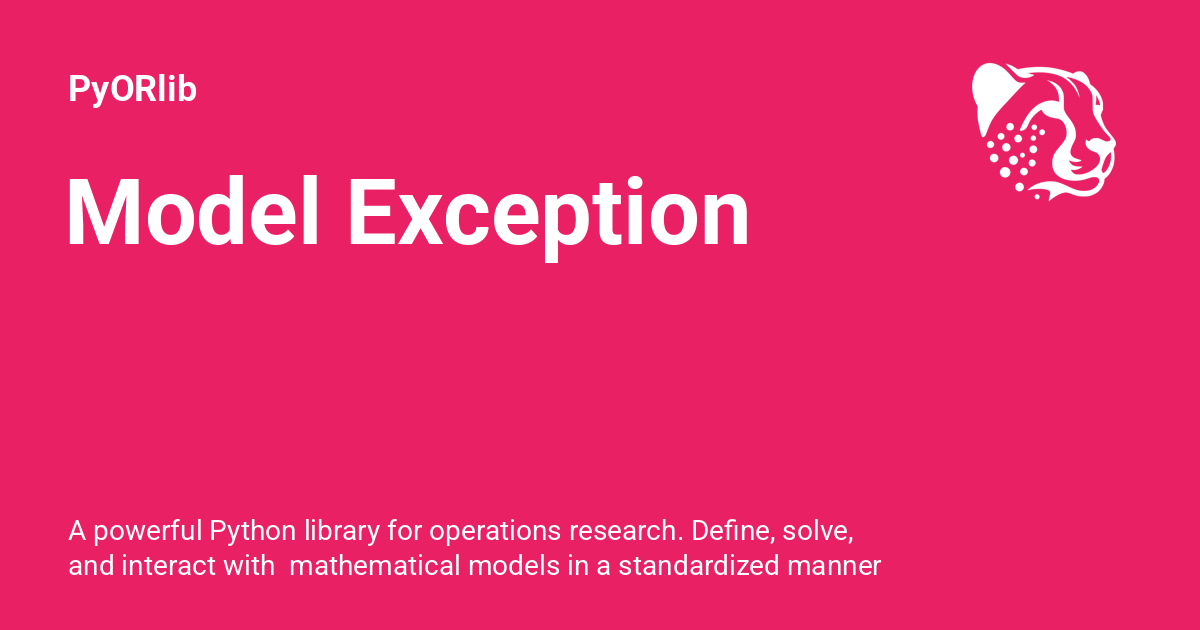 PyORlib
Model Exception
A powerful Python library for operations research. Define, solve,
and interact with  mathematical models in a standardized manner